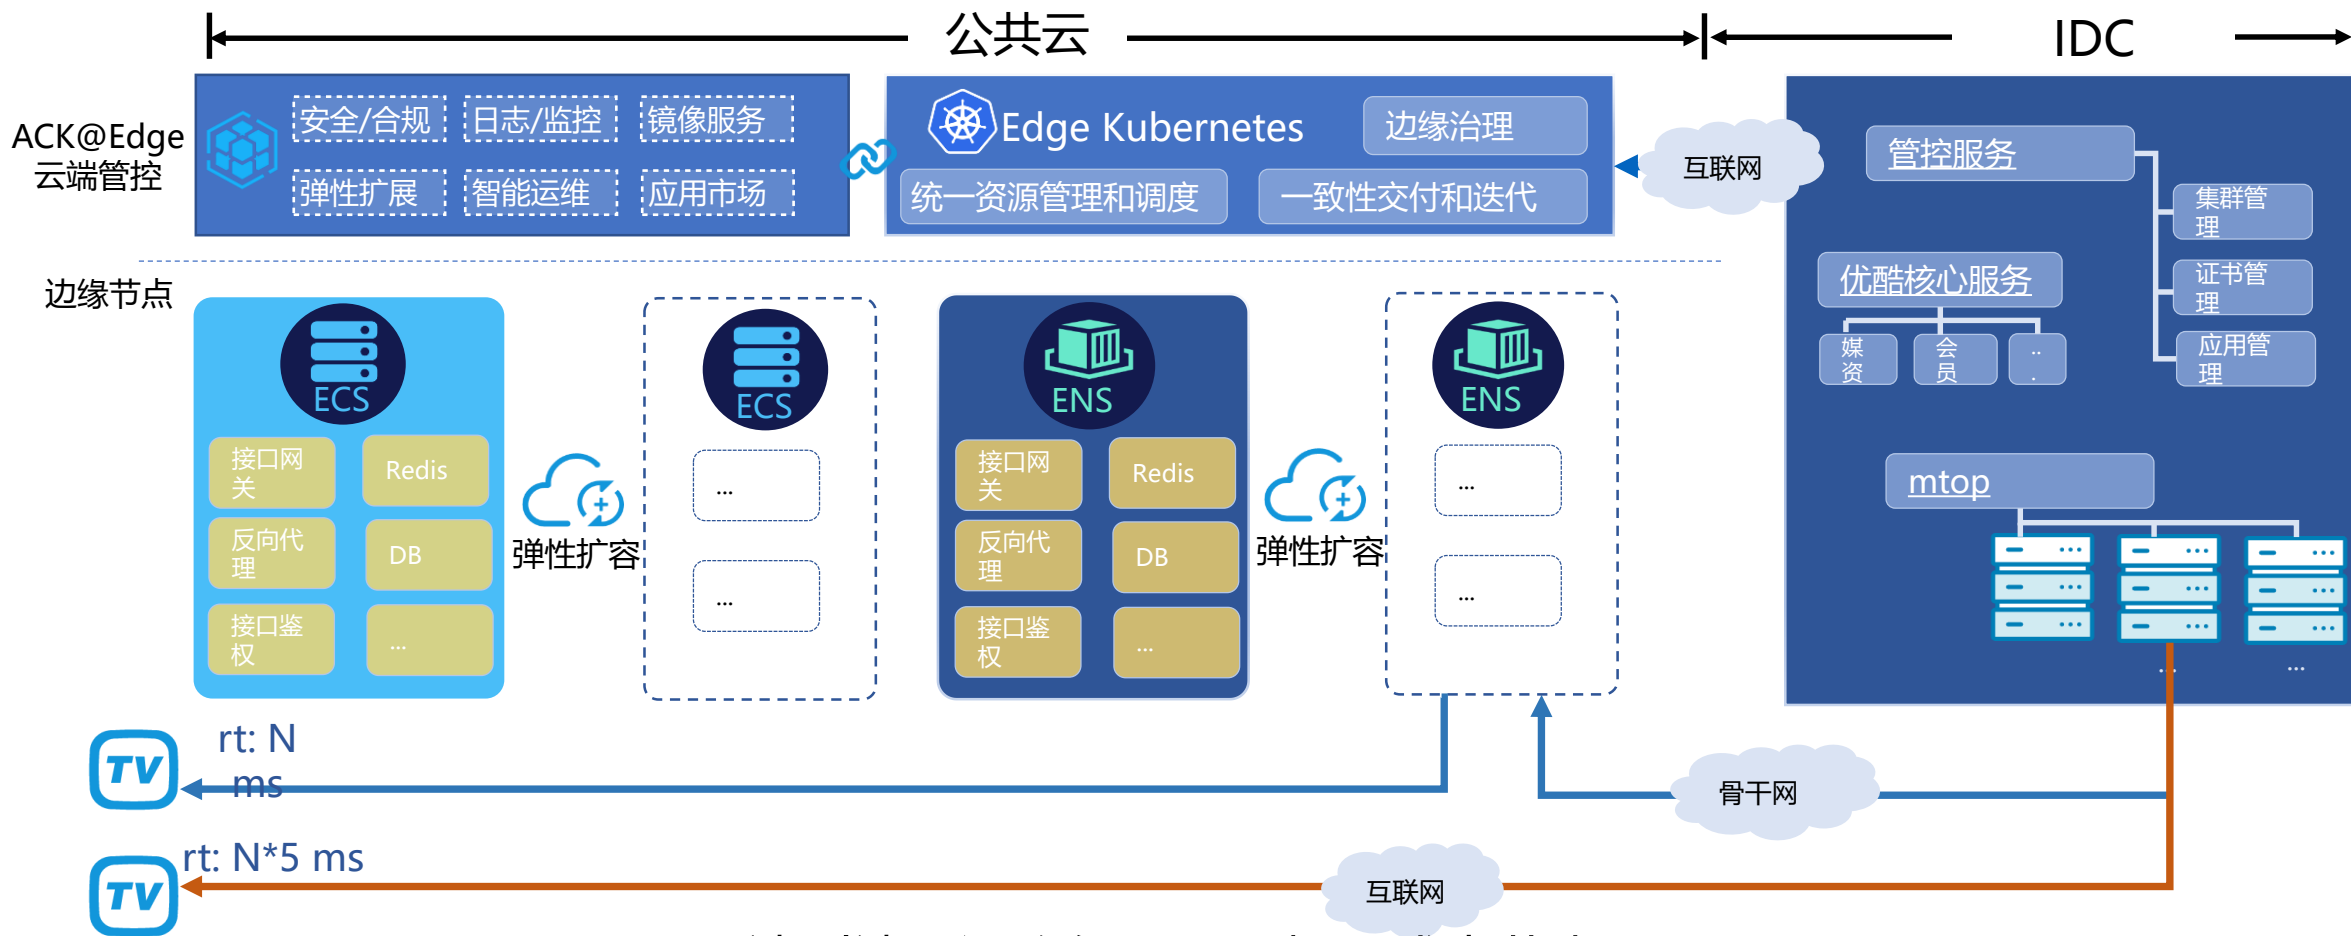 公共云
IDC
ACK@Edge
云端管控
安全/合规
日志/监控
镜像服务
弹性扩展
智能运维
应用市场
Edge Kubernetes
边缘治理
统一资源管理和调度
一致性交付和迭代
互联网
管控服务
集群管
理
证书管
理
应用管
理
优酷核心服务
媒
资
会
员
..
.
mtop
...
...
边缘节点
ECS
接口网
关
Redis
反向代
理
DB
接口鉴
权
...
弹性扩容
ECS
...
...
ENS
接口网
关
Redis
反向代
理
DB
接口鉴
权
...
弹性扩容
ENS
...
...
TV
rt: N
ms
骨干网
TV
rt: N*5 ms
互联网